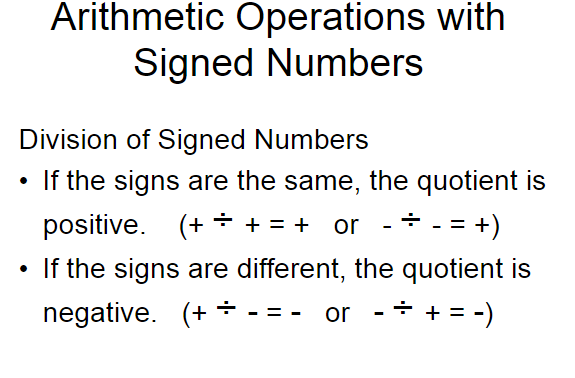 Arithmetic Operations with
Signed Numbers
Division of Signed Numbers
• If the signs are the same, the quotient is
positive. (+ ÷ + = + or - ÷ - = +)
• If the signs are different, the quotient is
negative. (+ ÷ - = - or - ÷ + = -)